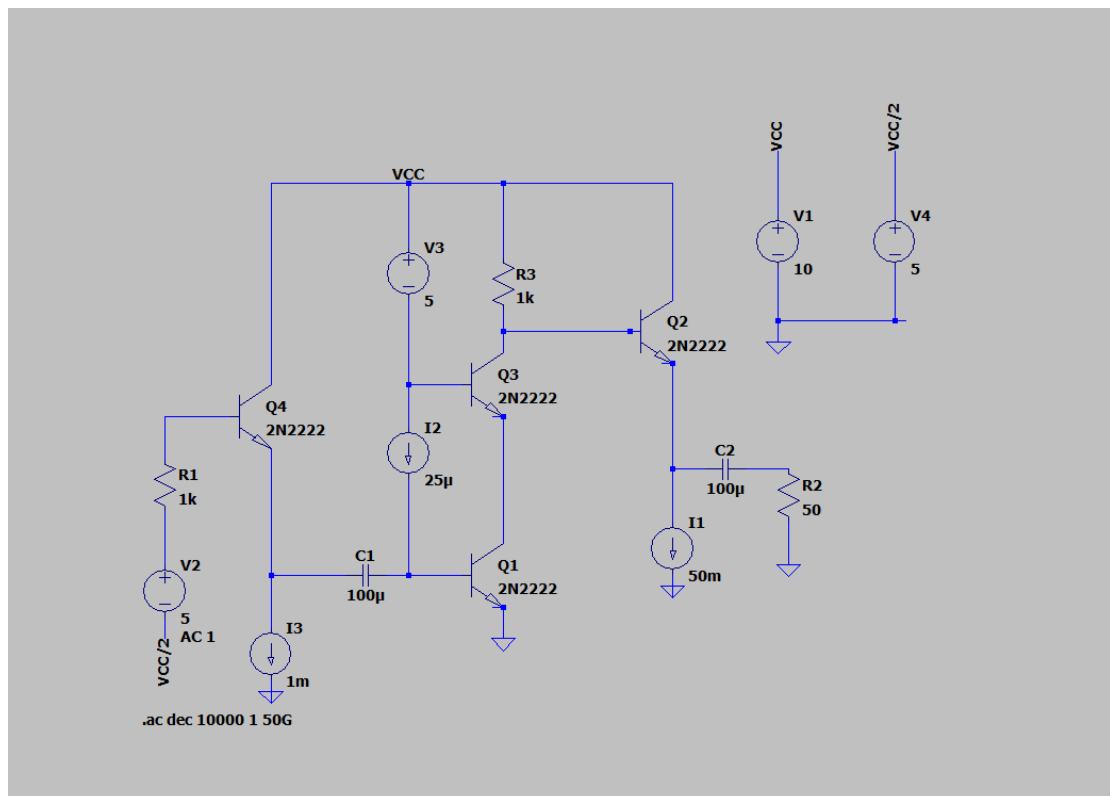 VCC
VCC/2
VCC
V1
10
V4
5
V3
5
R3
1k
Q2
2N2222
Q3
2N2222
Q4
2N2222
I2
25µ
C2
100µ
R2
50
R1
1k
I1
50m
C1
100µ
Q1
2N2222
V2
5
AC 1
VCC/2
I3
1m
.ac dec 10000 1 50G